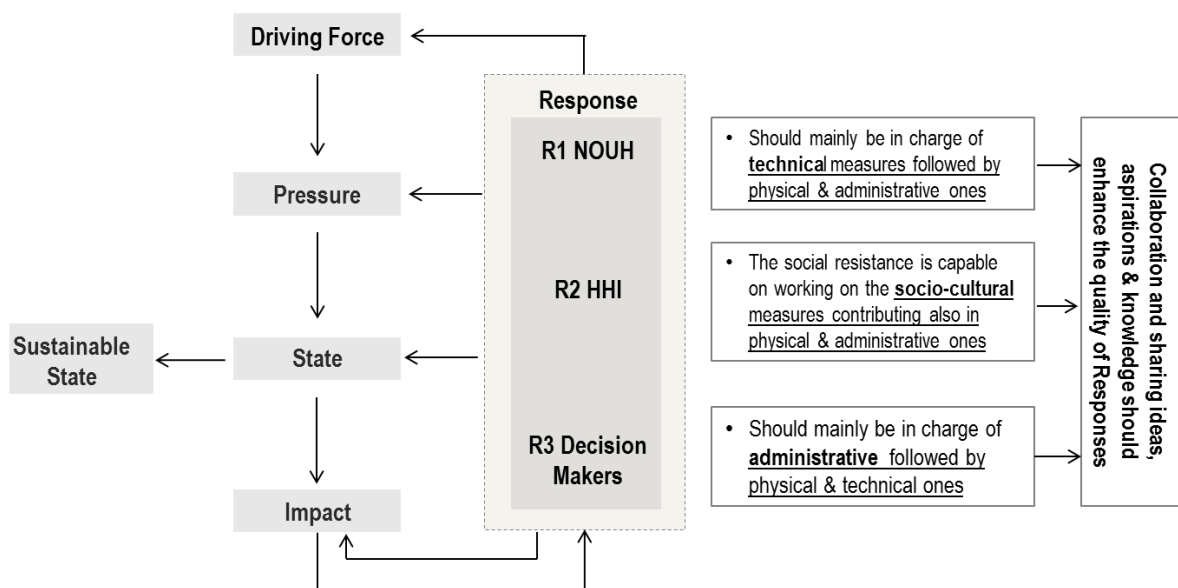 Driving Force
Pressure
Sustainable
State
State
Impact
Response
R1 NOUH
R2 HHI
R3 Decision
Makers
• Should mainly be in charge of
technical measures followed by
physical & administrative ones
• The social resistance is capable
on working on the socio-cultural
measures contributing also in
physical & administrative ones
• Should mainly be in charge of
administrative followed by
physical & technical ones
Collaboration and sharing ideas,
aspirations & knowledge should
enhance the quality of Responses